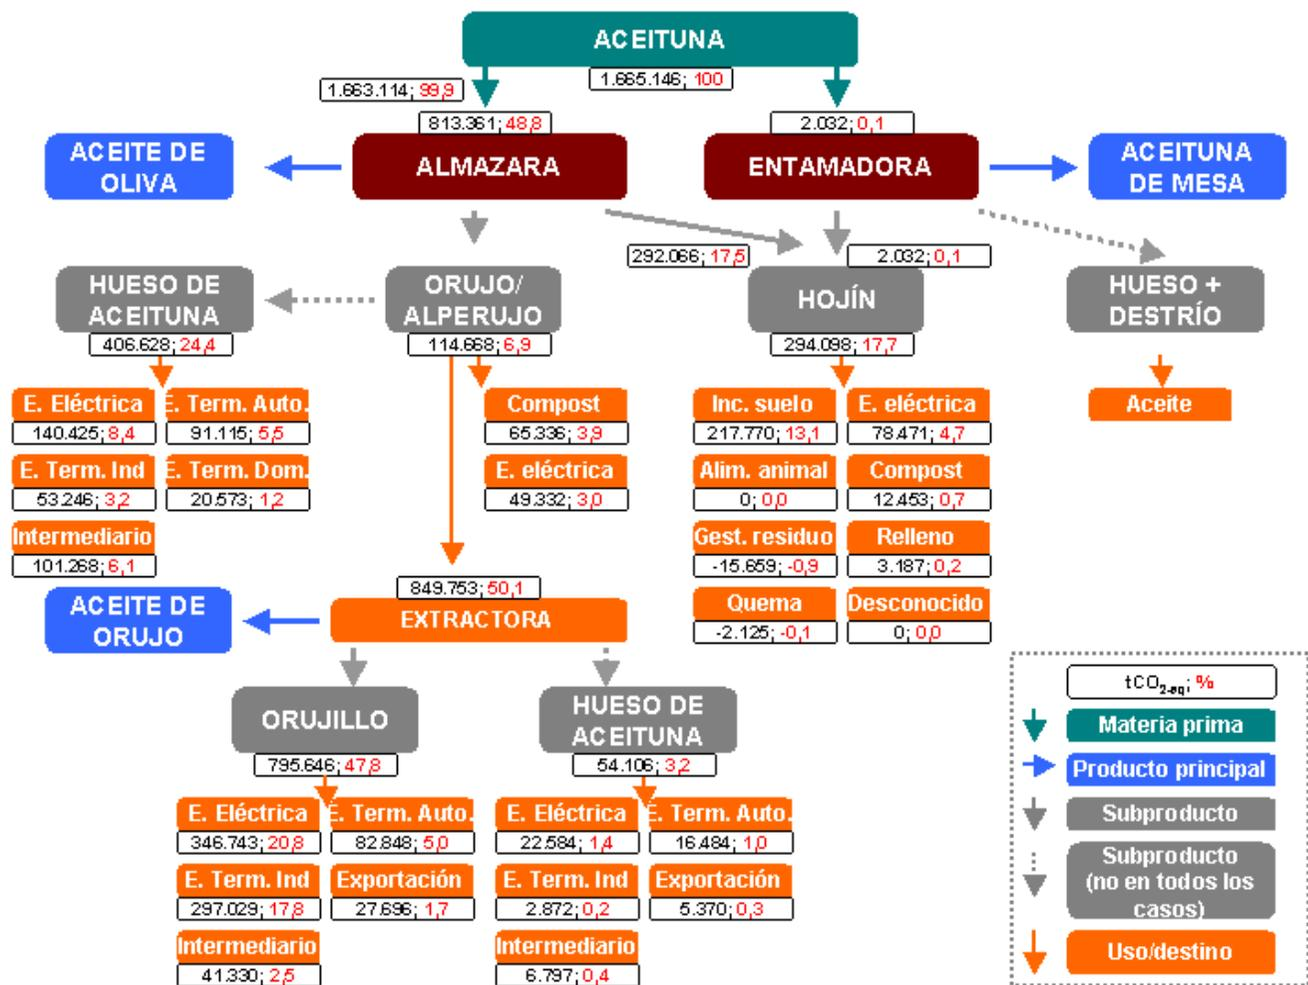 ACEITUNA
1.665.146; 100
1.663.114; 99,9
813.361; 48,8
2.032; 0,1
ACEITE DE
OLIVA
ALMAZARA
ENTAMADORA
ACEITUNA
DE MESA
292.066; 17,5
2.032; 0,1
HUESO DE
ACEITUNA
406.628; 24,4
ORUJO/
ALPERUJO
114.668; 6,9
HOJÍN
294.098; 17,7
HUESO +
DESTRÍO
E. Eléctrica
140.425; 8,4
E. Term. Auto.
91.115; 5,5
E. Term. Ind
53.246; 3,2
E. Term. Dom.
20.573; 1,2
Intermediario
101.268; 6,1
Compost
65.336; 3,9
E. eléctrica
49.332; 3,0
Inc. suelo
217.770; 13,1
E. eléctrica
78.471; 4,7
Alim. animal
0; 0,0
Compost
12.453; 0,7
Gest. residuo
-15.659; -0,9
Relleno
3.187; 0,2
Quema
-2.125; -0,1
Desconocido
0; 0,0
Aceite
849.753; 50,1
EXTRACTORA
ACEITE DE
ORUJO
ORUJILLO
795.646; 47,8
HUESO DE
ACEITUNA
54.106; 3,2
E. Eléctrica
346.743; 20,8
E. Term. Auto.
82.848; 5,0
E. Term. Ind
297.029; 17,8
Exportación
27.696; 1,7
Intermediario
41.330; 2,5
E. Eléctrica
22.584; 1,4
E. Term. Auto.
16.484; 1,0
E. Term. Ind
2.872; 0,2
Exportación
5.370; 0,3
Intermediario
6.797; 0,4
tCO2-eq; %
Materia prima
Producto principal
Subproducto
Subproducto
(no en todos los
casos)
Uso/destino